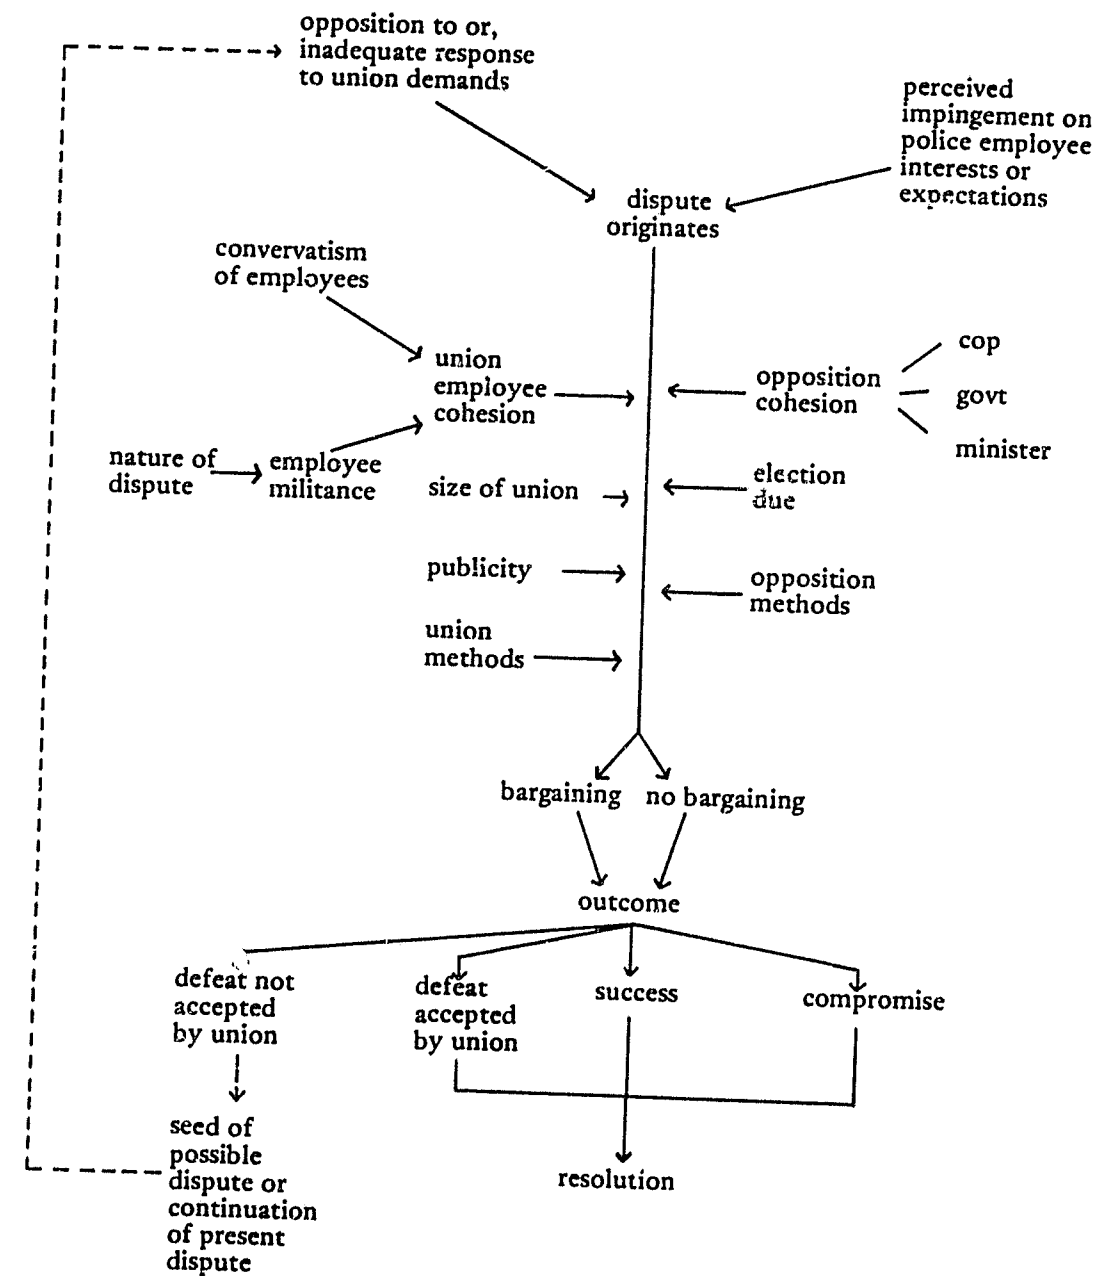 opposition to or,
inadequate response
to union demands
perceived
impingement on
police employee
interests or
expectations
dispute
originates
convervatism
of employees
union
employee
cohesion
opposition
cohesion
cop
govt
minister
nature of
dispute
employee
militance
size of union
election
due
publicity
opposition
methods
union
methods
bargaining
no bargaining
outcome
defeat not
accepted
by union
defeat
accepted
by union
success
compromise
seed of
possible
dispute or
continuation
of present
dispute
resolution